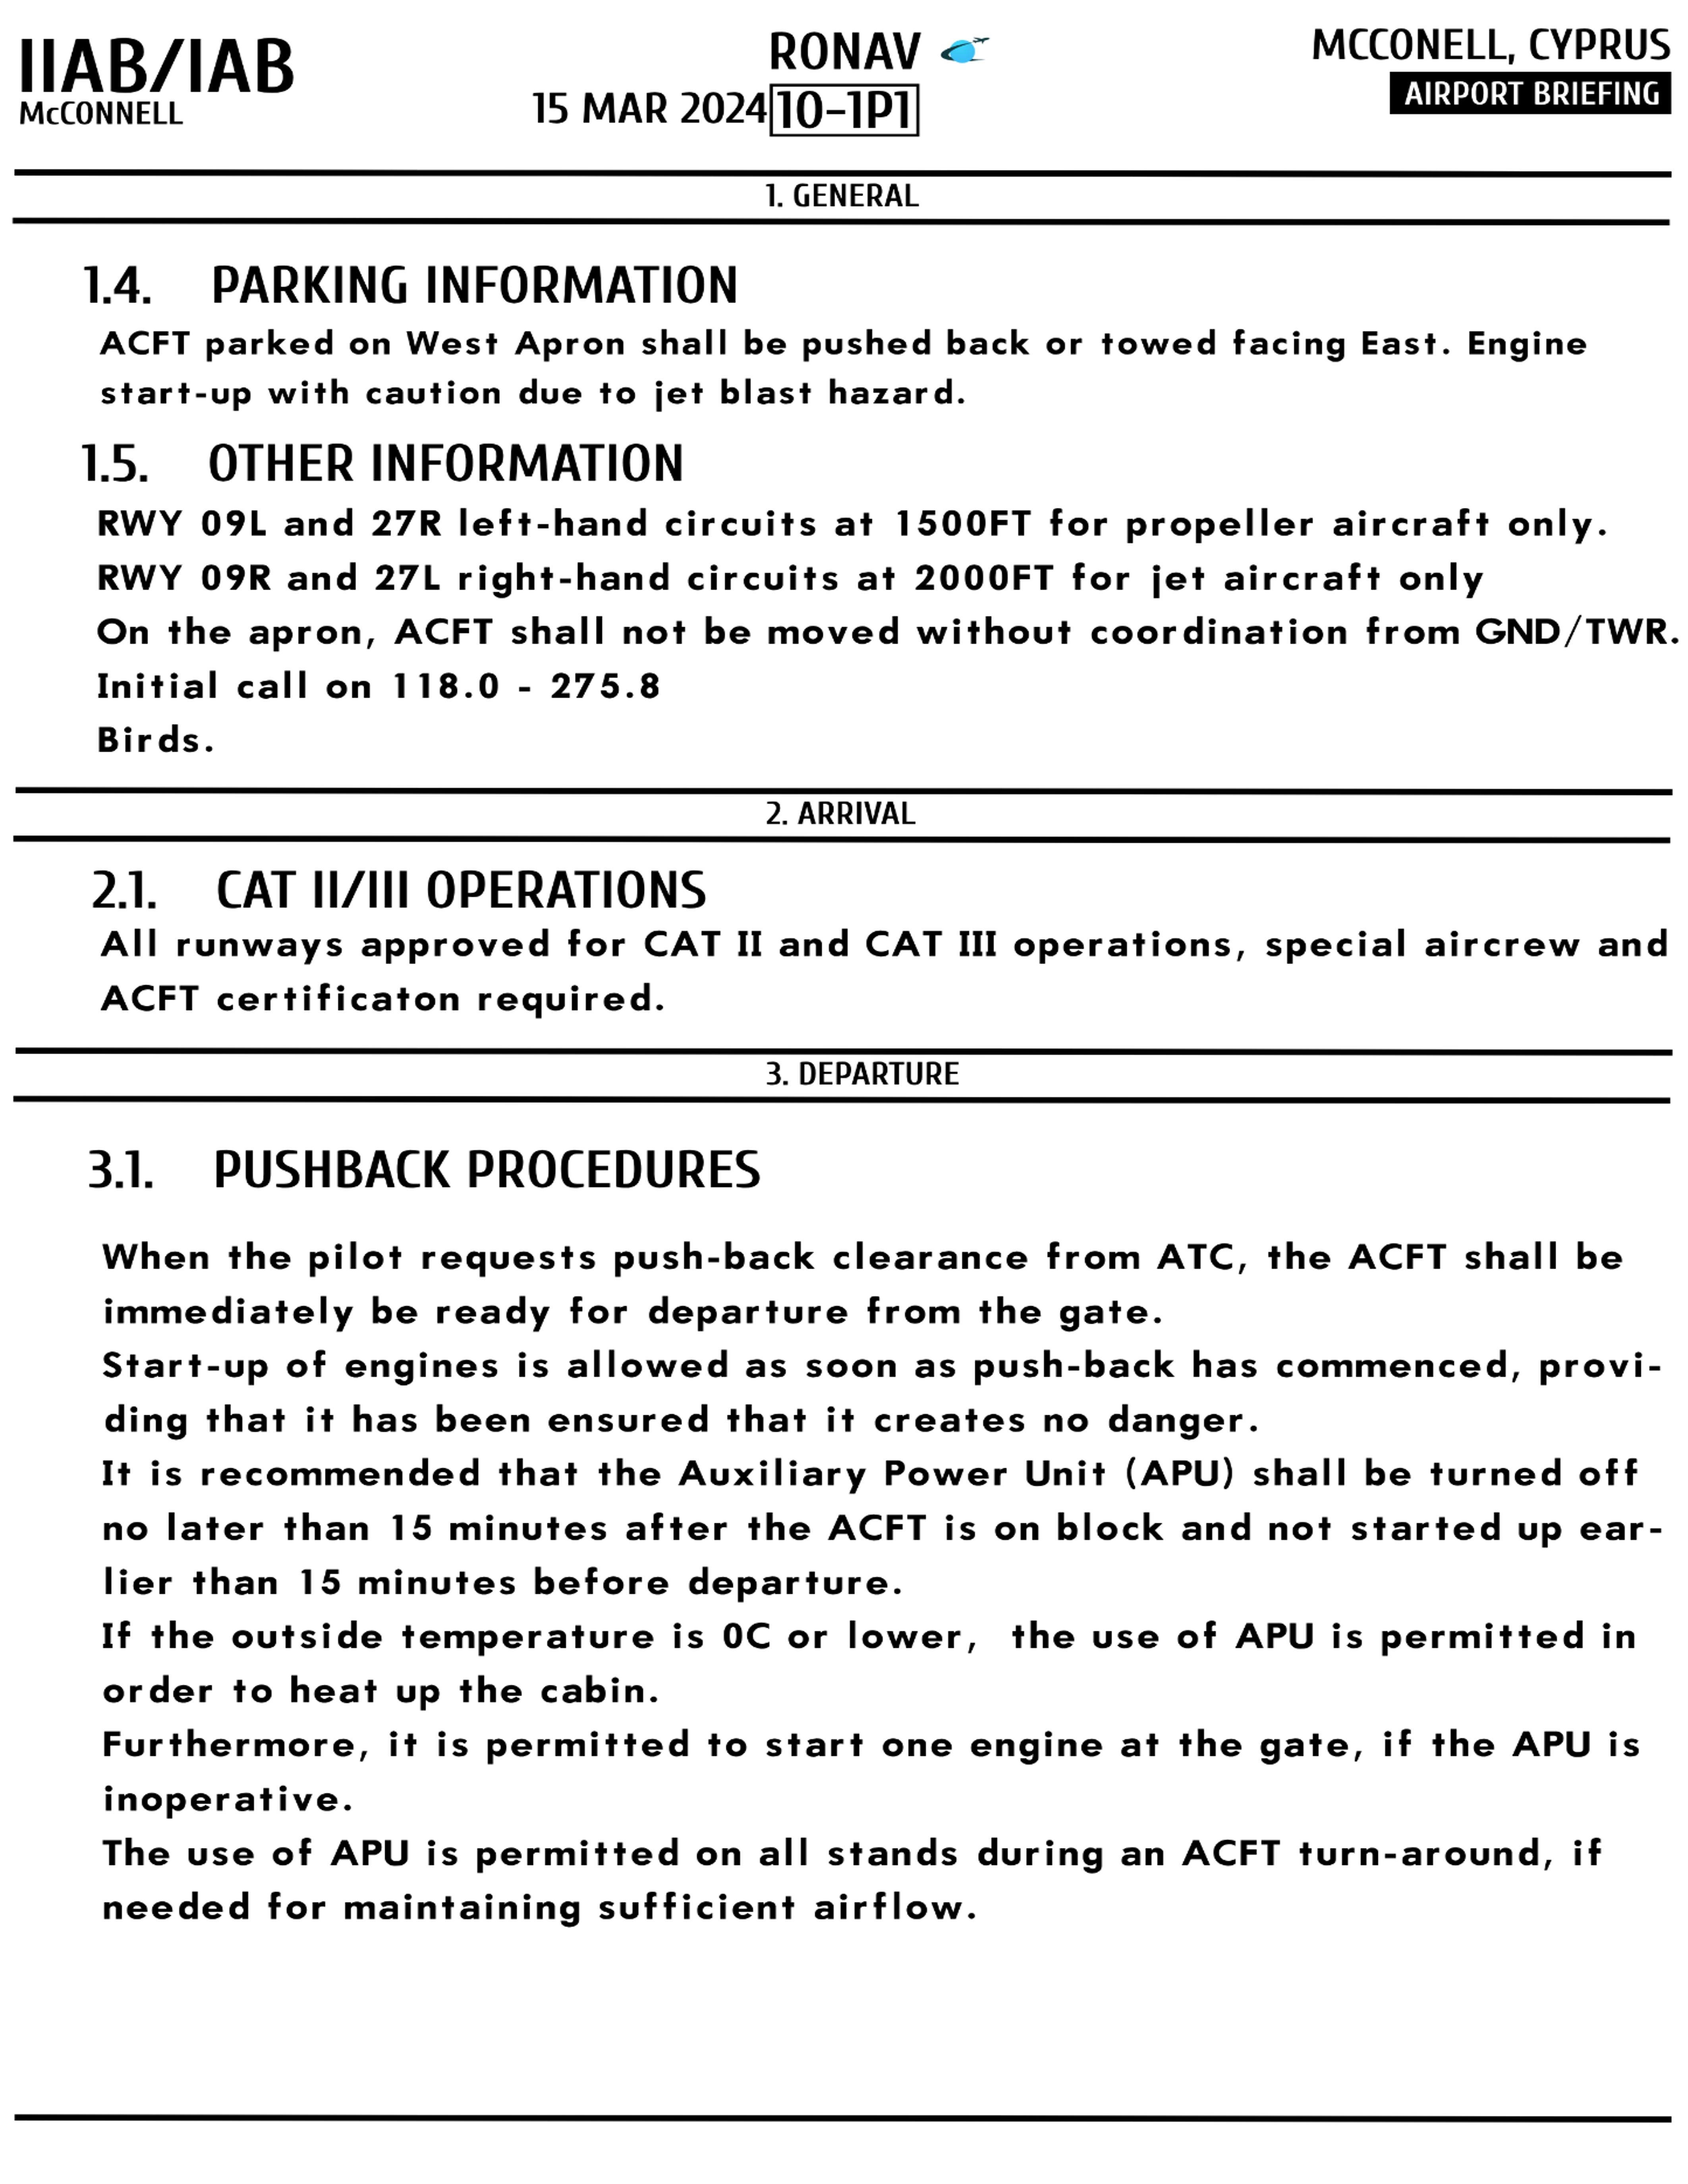 IIAB/IAB
McCONNELL
RONAV
15 MAR 2024 10-1P1
MCCONELL, CYPRUS
AIRPORT BRIEFING
1. GENERAL
1.4. PARKING INFORMATION
ACFT parked on West Apron shall be pushed back or towed facing East. Engine
start-up with caution due to jet blast hazard.
1.5. OTHER INFORMATION
RWY 09L and 27R left-hand circuits at 1500FT for propeller aircraft only.
RWY 09R and 27L right-hand circuits at 2000FT for jet aircraft only
On the apron, ACFT shall not be moved without coordination from GND/TWR.
Initial call on 118.0 - 275.8
Birds.
2. ARRIVAL
2.1. CAT II/III OPERATIONS
All runways approved for CAT II and CAT III operations, special aircrew and
ACFT certificaton required.
3. DEPARTURE
3.1. PUSHBACK PROCEDURES
When the pilot requests push-back clearance from ATC, the ACFT shall be
immediately be ready for departure from the gate.
Start-up of engines is allowed as soon as push-back has commenced, provi-
ding that it has been ensured that it creates no danger.
It is recommended that the Auxiliary Power Unit (APU) shall be turned off
no later than 15 minutes after the ACFT is on block and not started up ear-
lier than 15 minutes before departure.
If the outside temperature is 0C or lower, the use of APU is permitted in
order to heat up the cabin.
Furthermore, it is permitted to start one engine at the gate, if the APU is
inoperative.
The use of APU is permitted on all stands during an ACFT turn-around, if
needed for maintaining sufficient airflow.